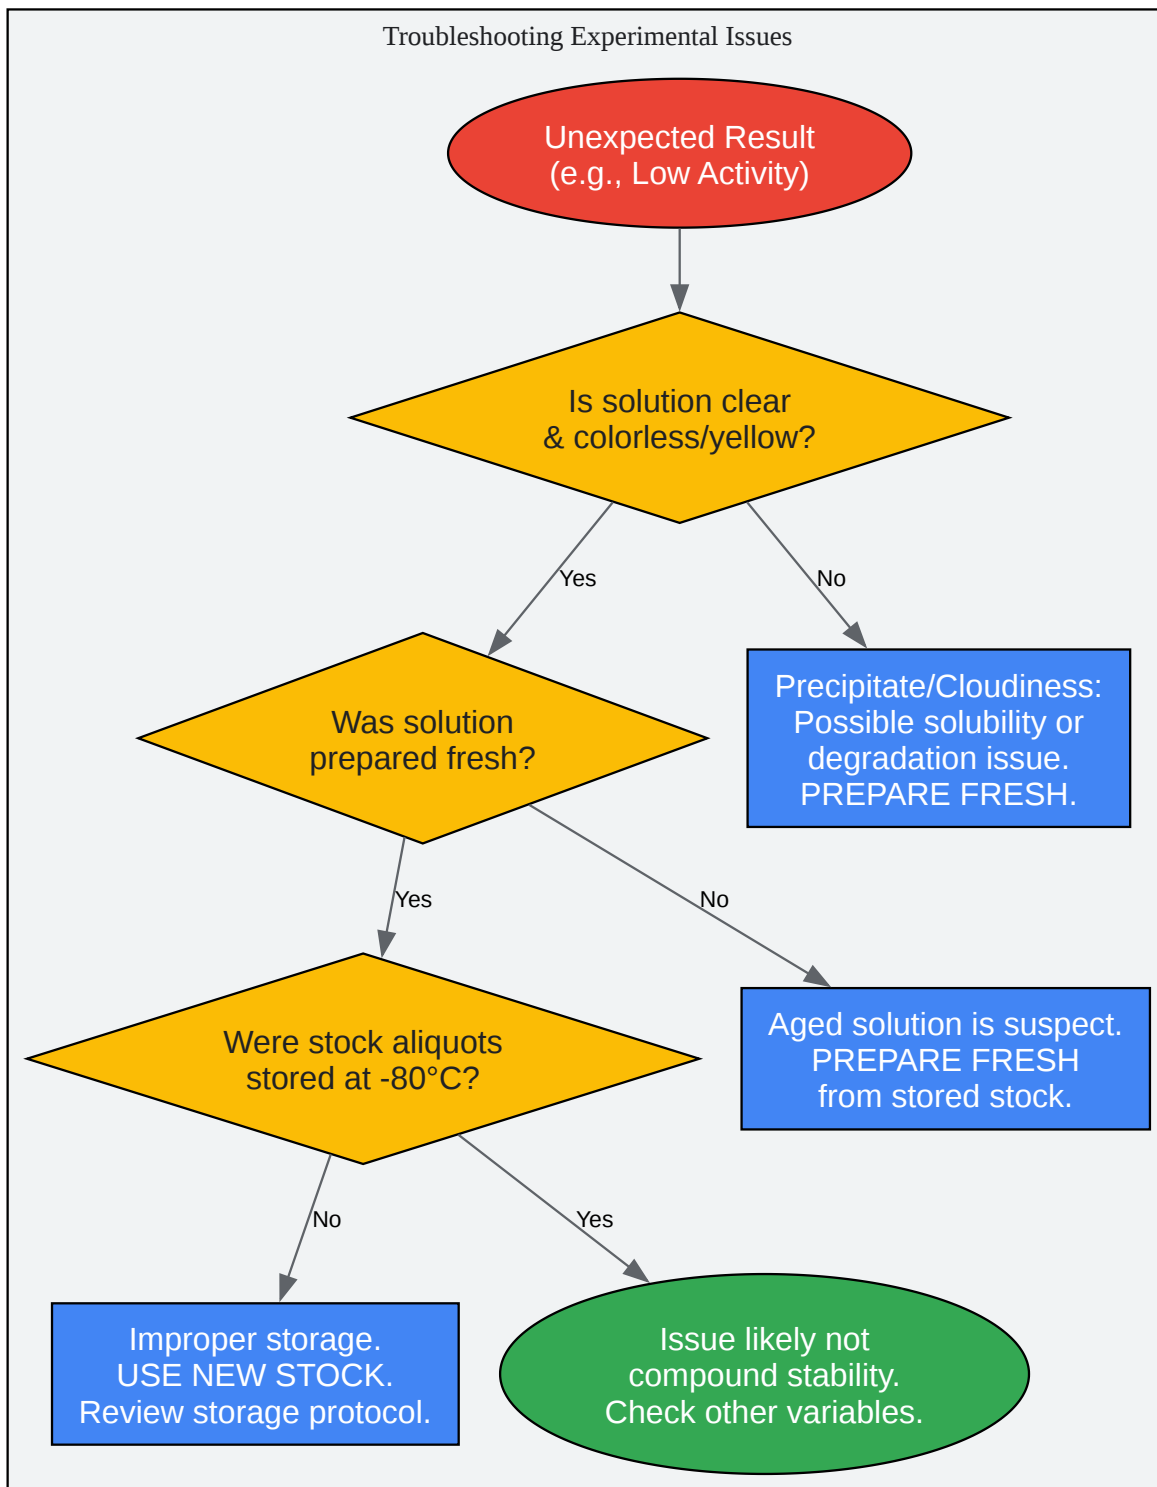 Troubleshooting Experimental Issues
Unexpected Result
(e.g., Low Activity)
Is solution clear
& colorless/yellow?
Yes
No
Was solution
prepared fresh?
Precipitate/Cloudiness:
Possible solubility or
degradation issue.
PREPARE FRESH.
Yes
No
Were stock aliquots
stored at -80°C?
Aged solution is suspect.
PREPARE FRESH
from stored stock.
No
Yes
Improper storage.
USE NEW STOCK.
Review storage protocol.
Issue likely not
compound stability.
Check other variables.